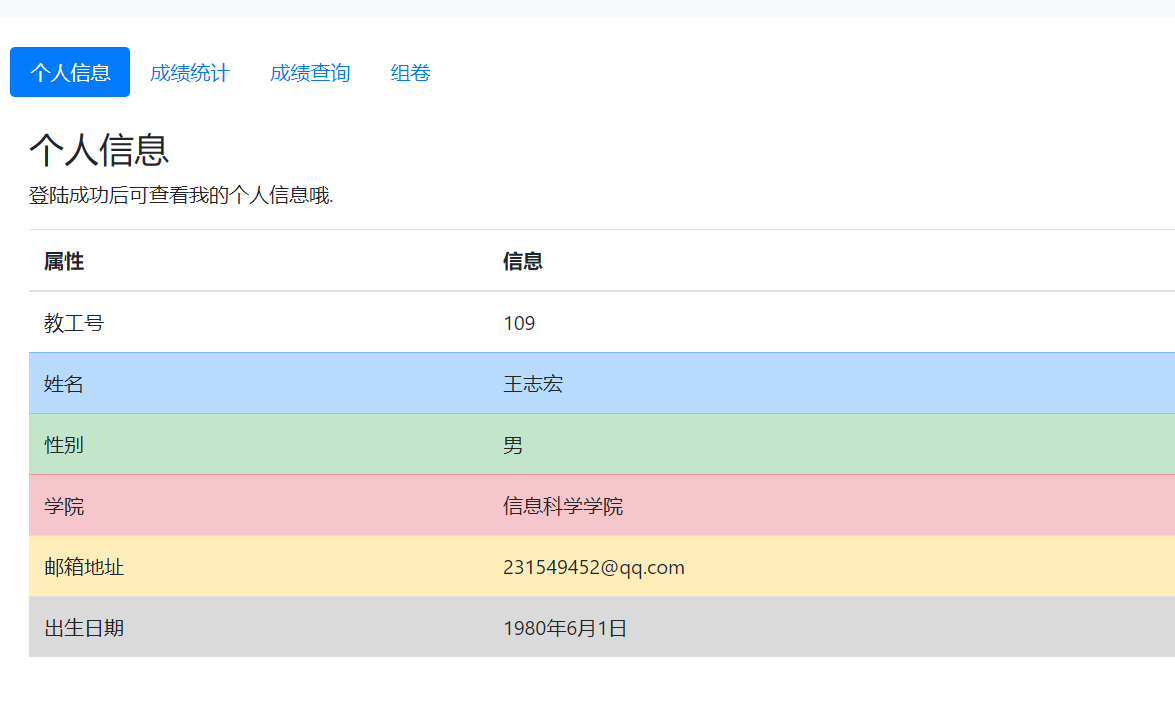 个人信息 成绩统计 成绩查询 组卷
个人信息
登陆成功后可查看我的个人信息哦.
属性 信息
教工号 109
姓名 王志宏
性别 男
学院 信息科学学院
邮箱地址 231549452@qq.com
出生日期 1980年6月1日